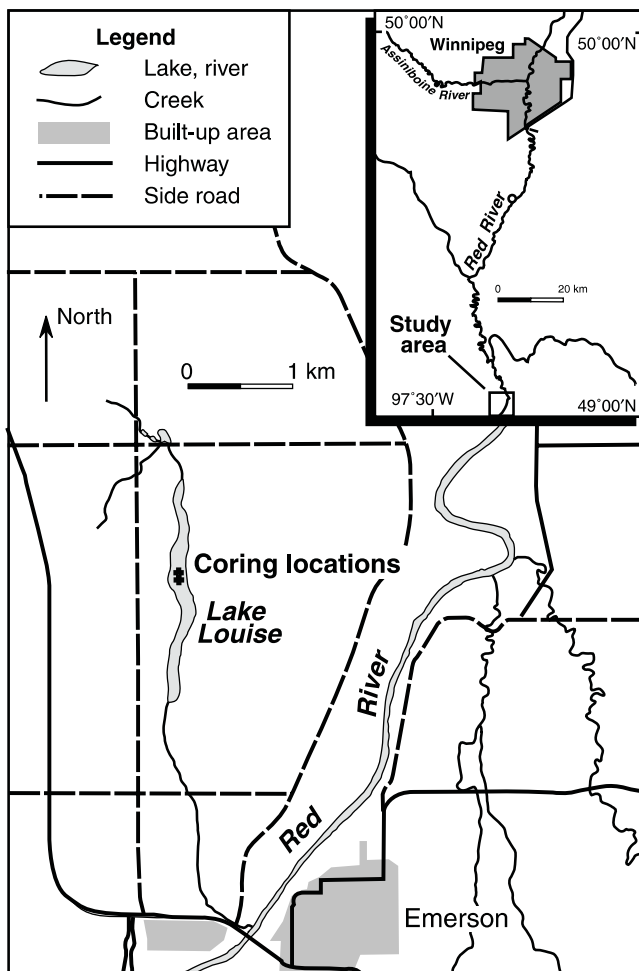 Legend
Lake, river
Creek
Built-up area
Highway
Side road
50°00′N
50°00′N
Winnipeg
Assiniboine
River
Red River
0 20 km
Study
area
97°30′W
49°00′N
North
0 1 km
Coring locations
Lake
Louise
Red River
Emerson